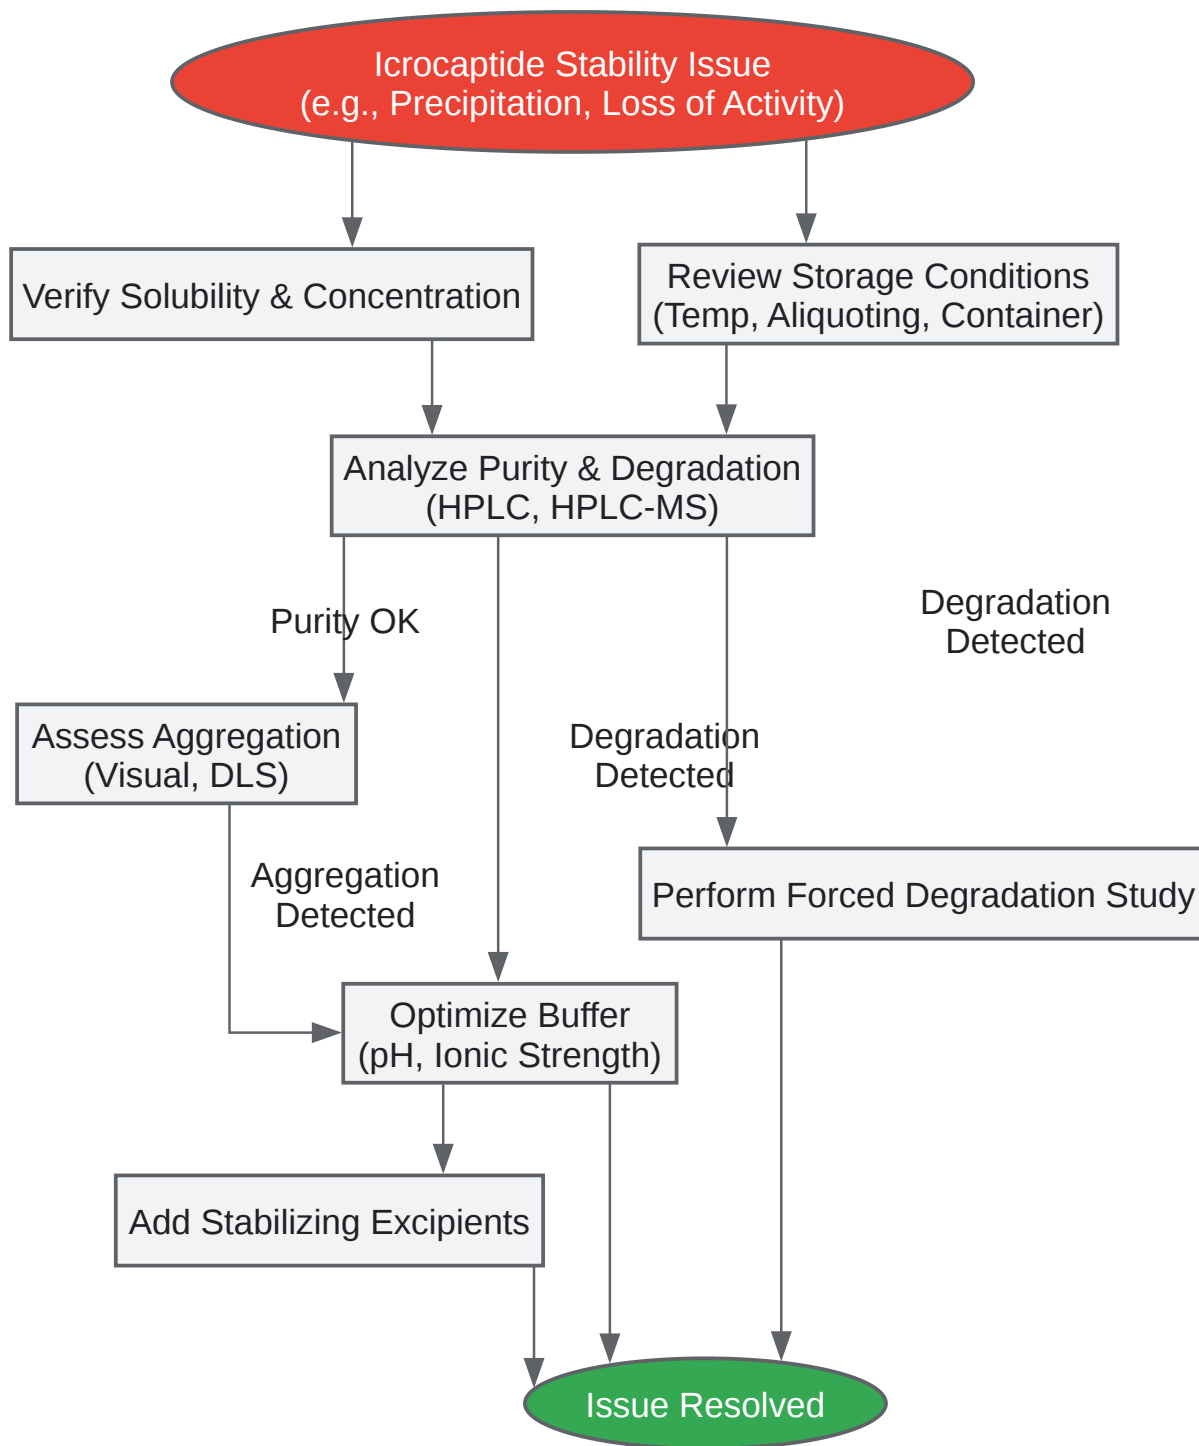 Icrocaptide Stability Issue
(e.g., Precipitation, Loss of Activity)
Verify Solubility & Concentration
Review Storage Conditions
(Temp, Aliquoting, Container)
Analyze Purity & Degradation
(HPLC, HPLC-MS)
Purity OK
Degradation
Detected
Assess Aggregation
(Visual, DLS)
Degradation
Detected
Aggregation
Detected
Perform Forced Degradation Study
Optimize Buffer
(pH, Ionic Strength)
Add Stabilizing Excipients
Issue Resolved